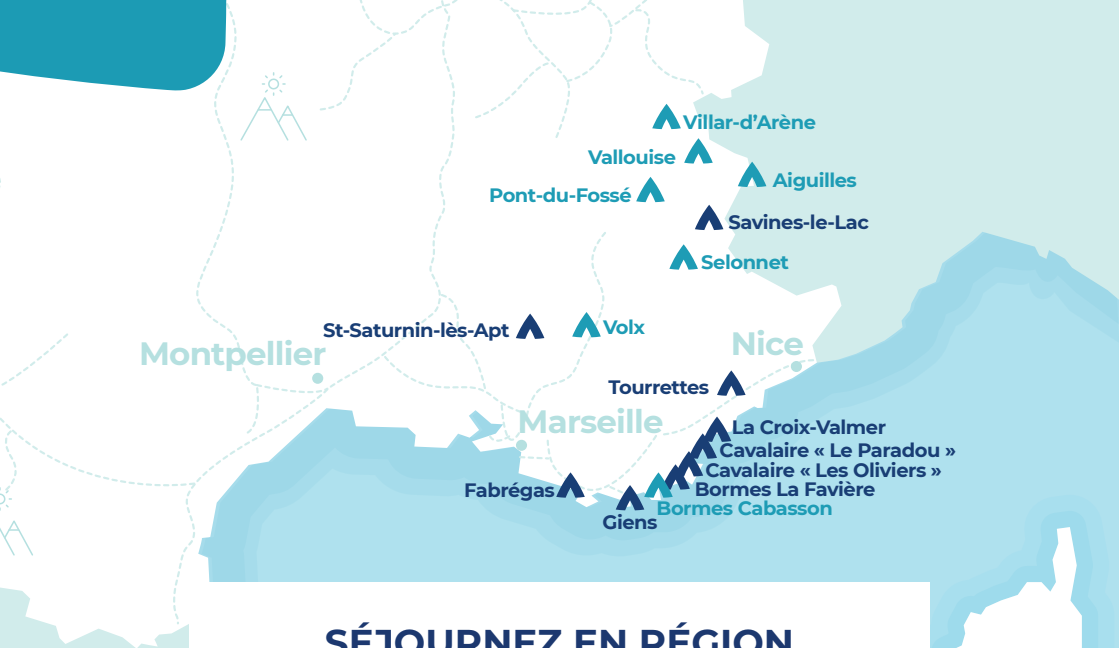 Villar-d’Arène
Vallouise
Aiguilles
Pont-du-Fossé
Savines-le-Lac
Selonnet
St-Saturnin-lès-Apt
Volx
Nice
Montpellier
Tourrettes
Marseille
La Croix-Valmer
Cavalaire « Le Paradou »
Cavalaire « Les Oliviers »
Fabrégas
Bormes La Favière
Bormes Cabasson
Giens
SÉJOURNEZ EN RÉGION